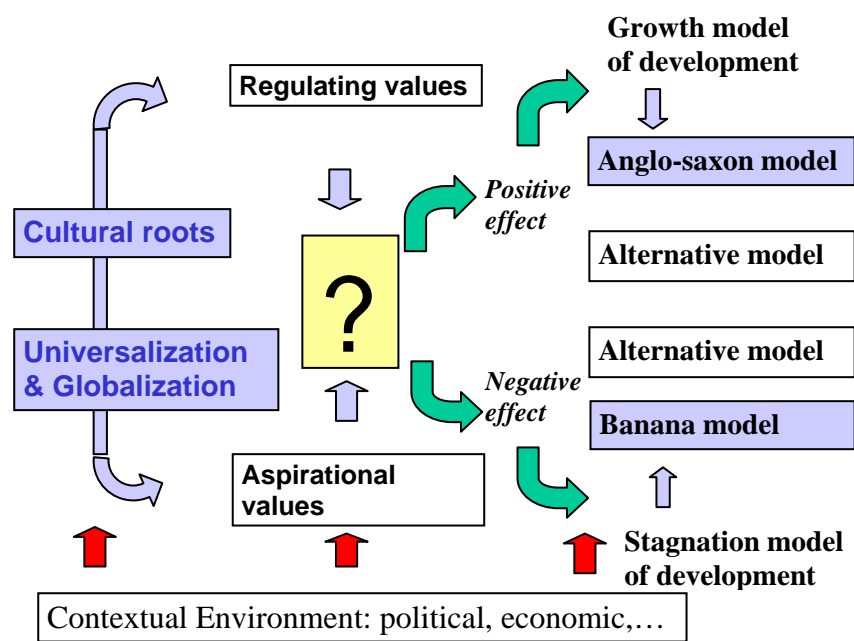 Growth model
of development
Regulating values
Anglo-saxon model
Positive
effect
Cultural roots
Alternative model
?
Universalization
& Globalization
Alternative model
Negative
effect
Banana model
Aspirational
values
Stagnation model
of development
Contextual Environment: political, economic,…